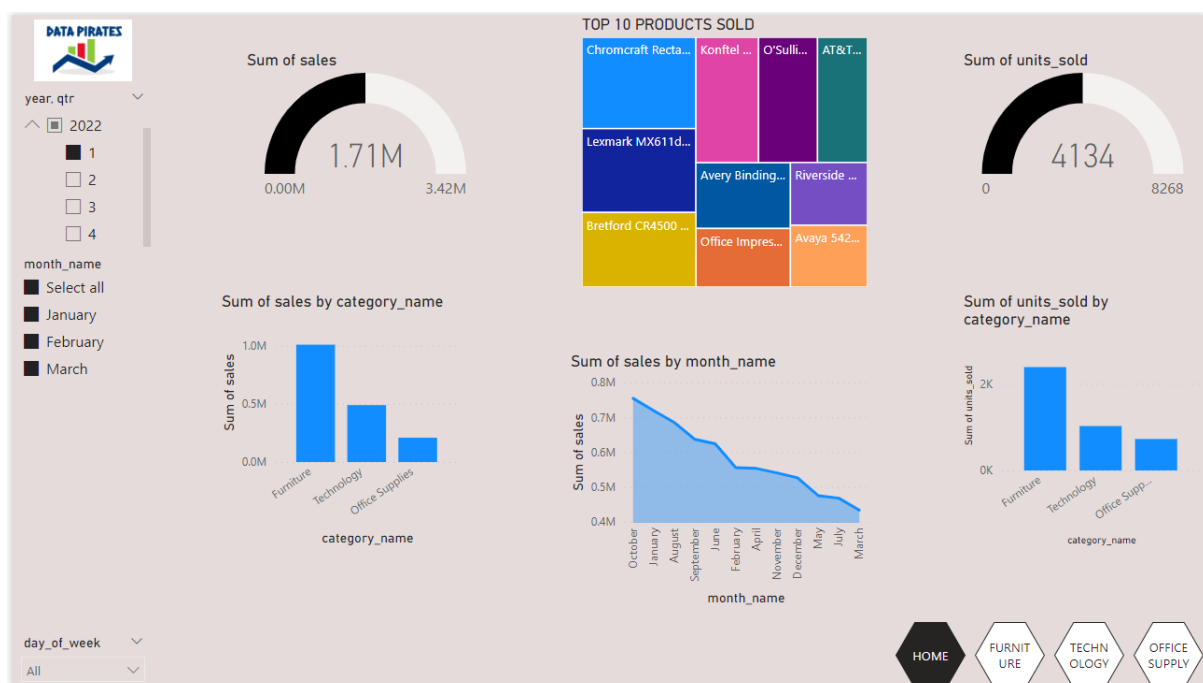 DATA PIRATES
year, qtr
2022
1
2
3
4
month_name
Select all
January
February
March
day_of_week
All
Sum of sales
1.71M
0.00M
3.42M
TOP 10 PRODUCTS SOLD
Chromcraft Recta...
Konftel ...
O'Sulli...
AT&T...
Lexmark MX611d...
Avery Binding...
Riverside ...
Bretford CR4500 ...
Office Impres...
Avaya 542...
Sum of units_sold
4134
0
8268
Sum of sales by category_name
Sum of sales
1.0M
0.5M
0.0M
Furniture
Technology
Office Supplies
category_name
Sum of sales by month_name
Sum of sales
0.8M
0.7M
0.6M
0.5M
0.4M
October
January
August
September
June
February
April
November
December
May
July
March
month_name
Sum of units_sold by
category_name
Sum of units_sold
2K
0K
Furniture
Technology
Office Supp...
category_name
HOME
FURNIT
URE
TECHN
OLOGY
OFFICE
SUPPLY